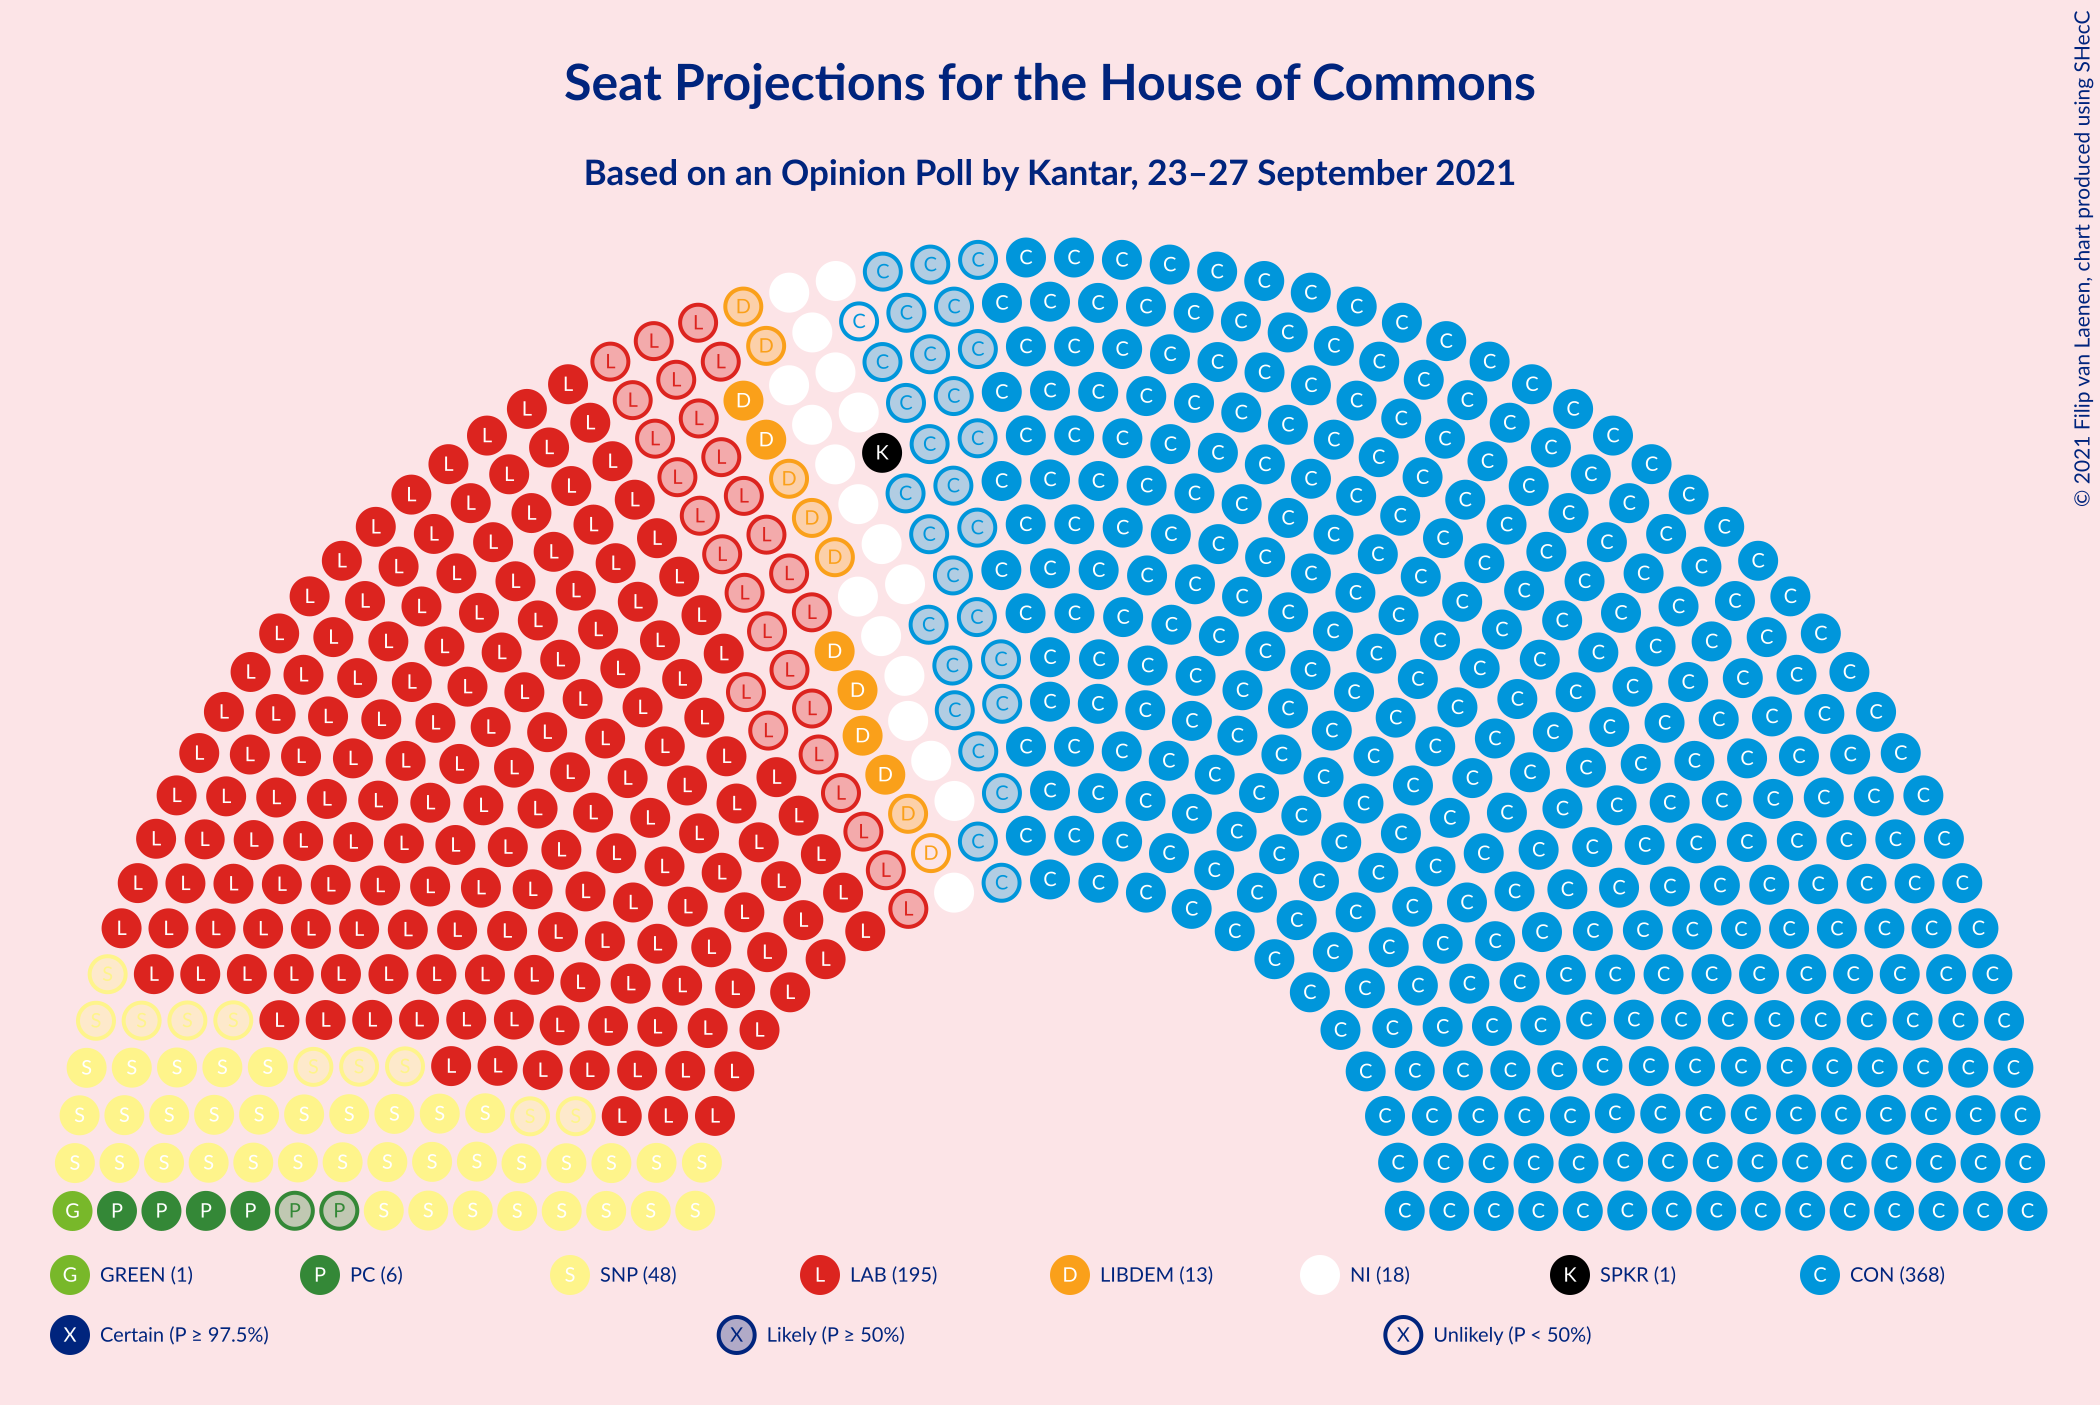 Seat Projections for the House of Commons
Based on an Opinion Poll by Kantar, 23–27 September 2021
© 2021 Filip van Laenen, chart produced using SHecC
G GREEN (1)
P PC (6)
S SNP (48)
L LAB (195)
D LIBDEM (13)
NI (18)
K SPKR (1)
C CON (368)
X Certain (P ≥ 97.5%)
X Likely (P ≥ 50%)
X Unlikely (P < 50%)